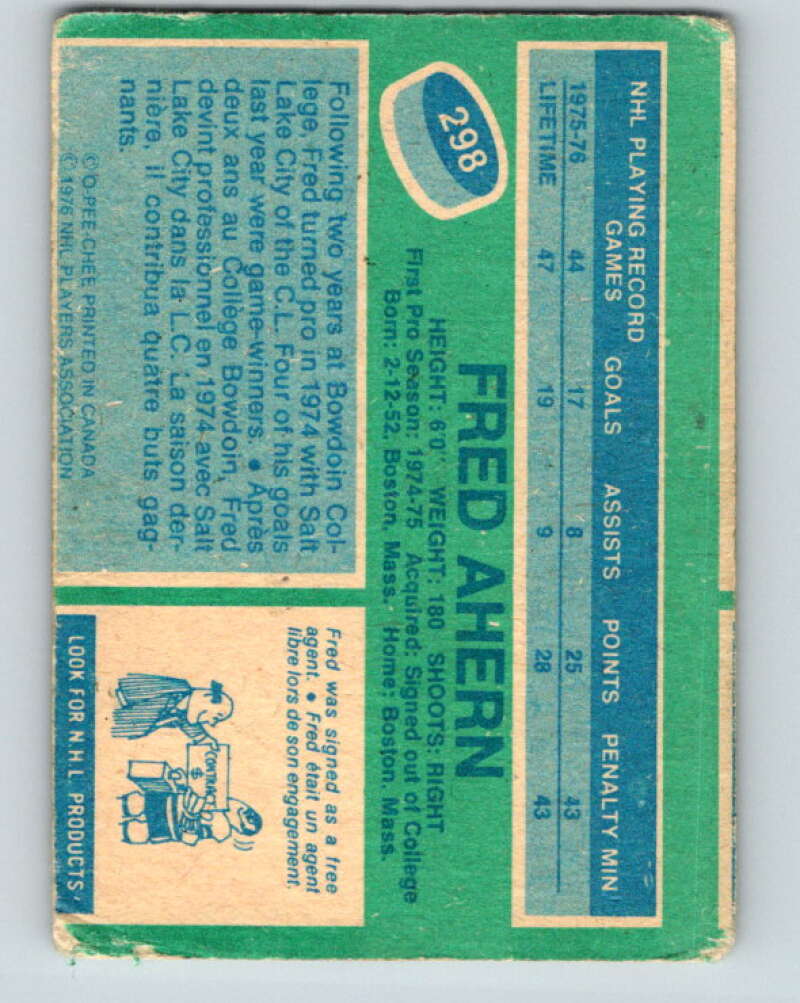 NHL PLAYING RECORD
GAMES GOALS ASSISTS POINTS PENALTY MIN
1975-76 44 17 8 25 43
LIFETIME 47 19 9 28 43
298
FRED AHERN
HEIGHT: 6'0" WEIGHT: 180 SHOOTS: RIGHT
First Pro Season: 1974-75 Acquired: Signed out of College
Born: 2-12-52, Boston, Mass. Home: Boston, Mass.
Following two years at Bowdoin Col-
lege, Fred turned pro in 1974 with Salt
Lake City of the C.L. Four of his goals
last year were game-winners. • Après
deux ans au Collège Bowdoin, Fred
devint professionnel en 1974 avec Salt
Lake City dans la L.C. La saison der-
nière, il contribua quatre buts gag-
nants.
© O-PEE-CHEE PRINTED IN CANADA
© 1976 NHL PLAYERS ASSOCIATION
Fred was signed as a free
agent. • Fred était un agent
libre lors de son engagement.
CONTRACT
$
LOOK FOR N.H.L PRODUCTS.